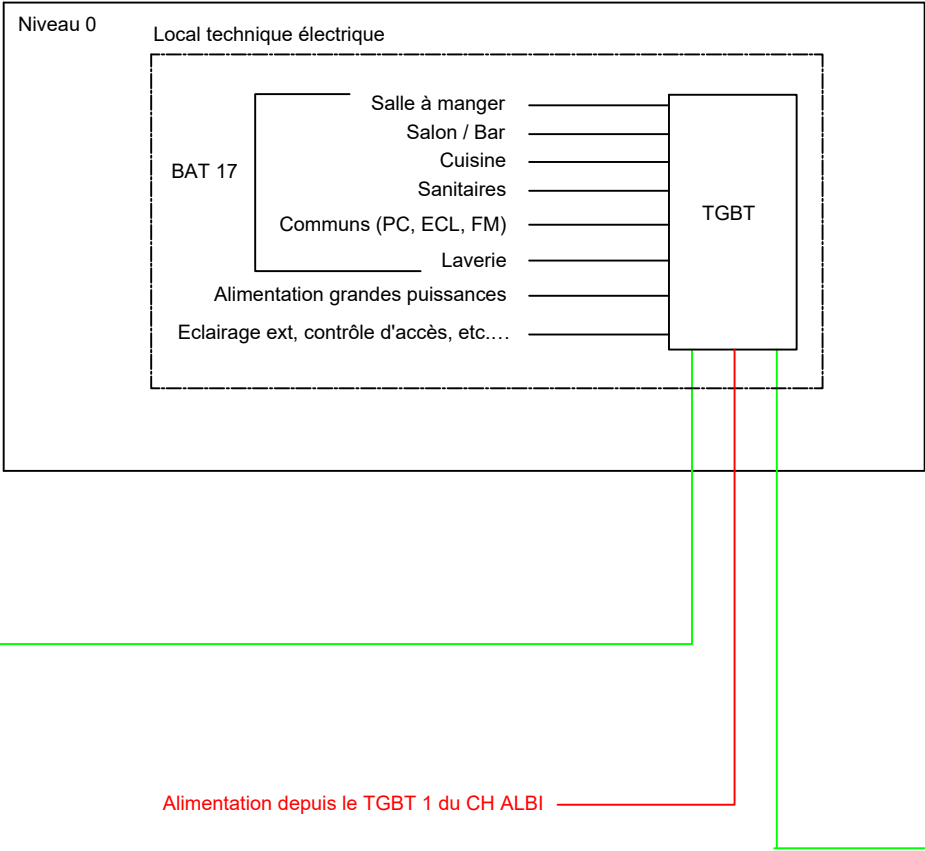 Niveau 0
Local technique électrique
Salle à manger
Salon / Bar
Cuisine
BAT 17
Sanitaires
TGBT
Communs (PC, ECL, FM)
Laverie
Alimentation grandes puissances
Eclairage ext, contrôle d'accès, etc.…
Alimentation depuis le TGBT 1 du CH ALBI